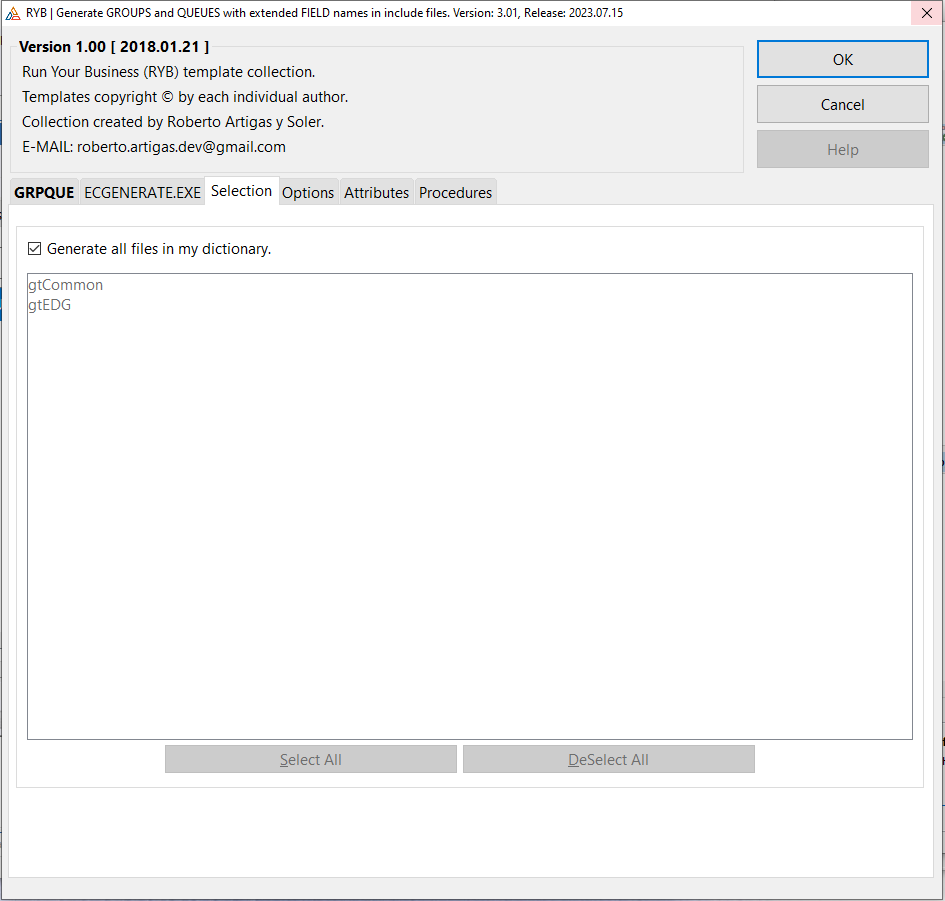 RYB | Generate GROUPS and QUEUES with extended FIELD names in include files. Version: 3.01, Release: 2023.07.15
Version 1.00 [ 2018.01.21 ]
Run Your Business (RYB) template collection.
Templates copyright © by each individual author.
Collection created by Roberto Artigas y Soler.
E-MAIL: roberto.artigas.dev@gmail.com
OK
Cancel
Help
GRPQUE ECGENERATE.EXE Selection Options Attributes Procedures
Generate all files in my dictionary.
gtCommon
gtEDG
Select All DeSelect All